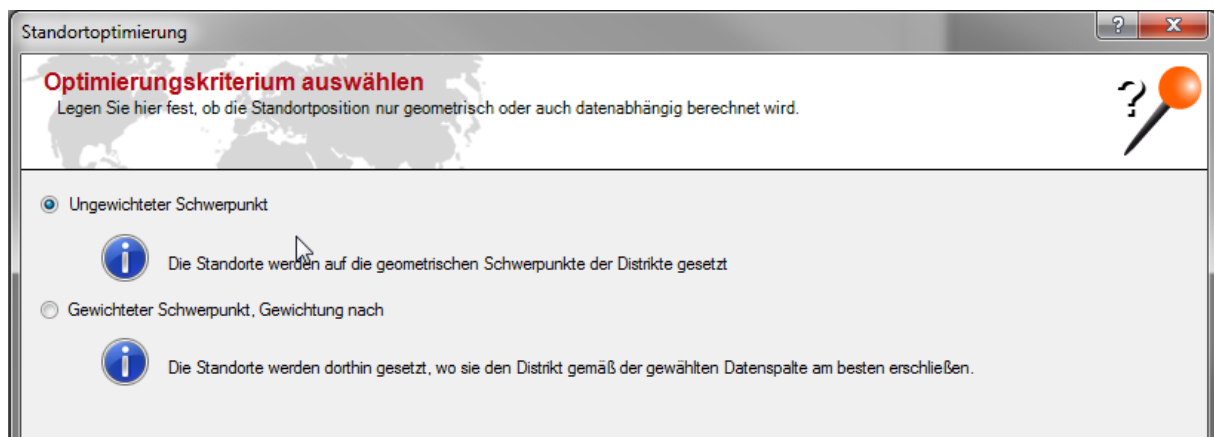 Standortoptimierung
?
X
Optimierungskriterium auswählen
Legen Sie hier fest, ob die Standortposition nur geometrisch oder auch datenabhängig berechnet wird.
?
Ungewichteter Schwerpunkt
i
Die Standorte werden auf die geometrischen Schwerpunkte der Distrikte gesetzt
Gewichteter Schwerpunkt, Gewichtung nach
i
Die Standorte werden dorthin gesetzt, wo sie den Distrikt gemäß der gewählten Datenspalte am besten erschließen.